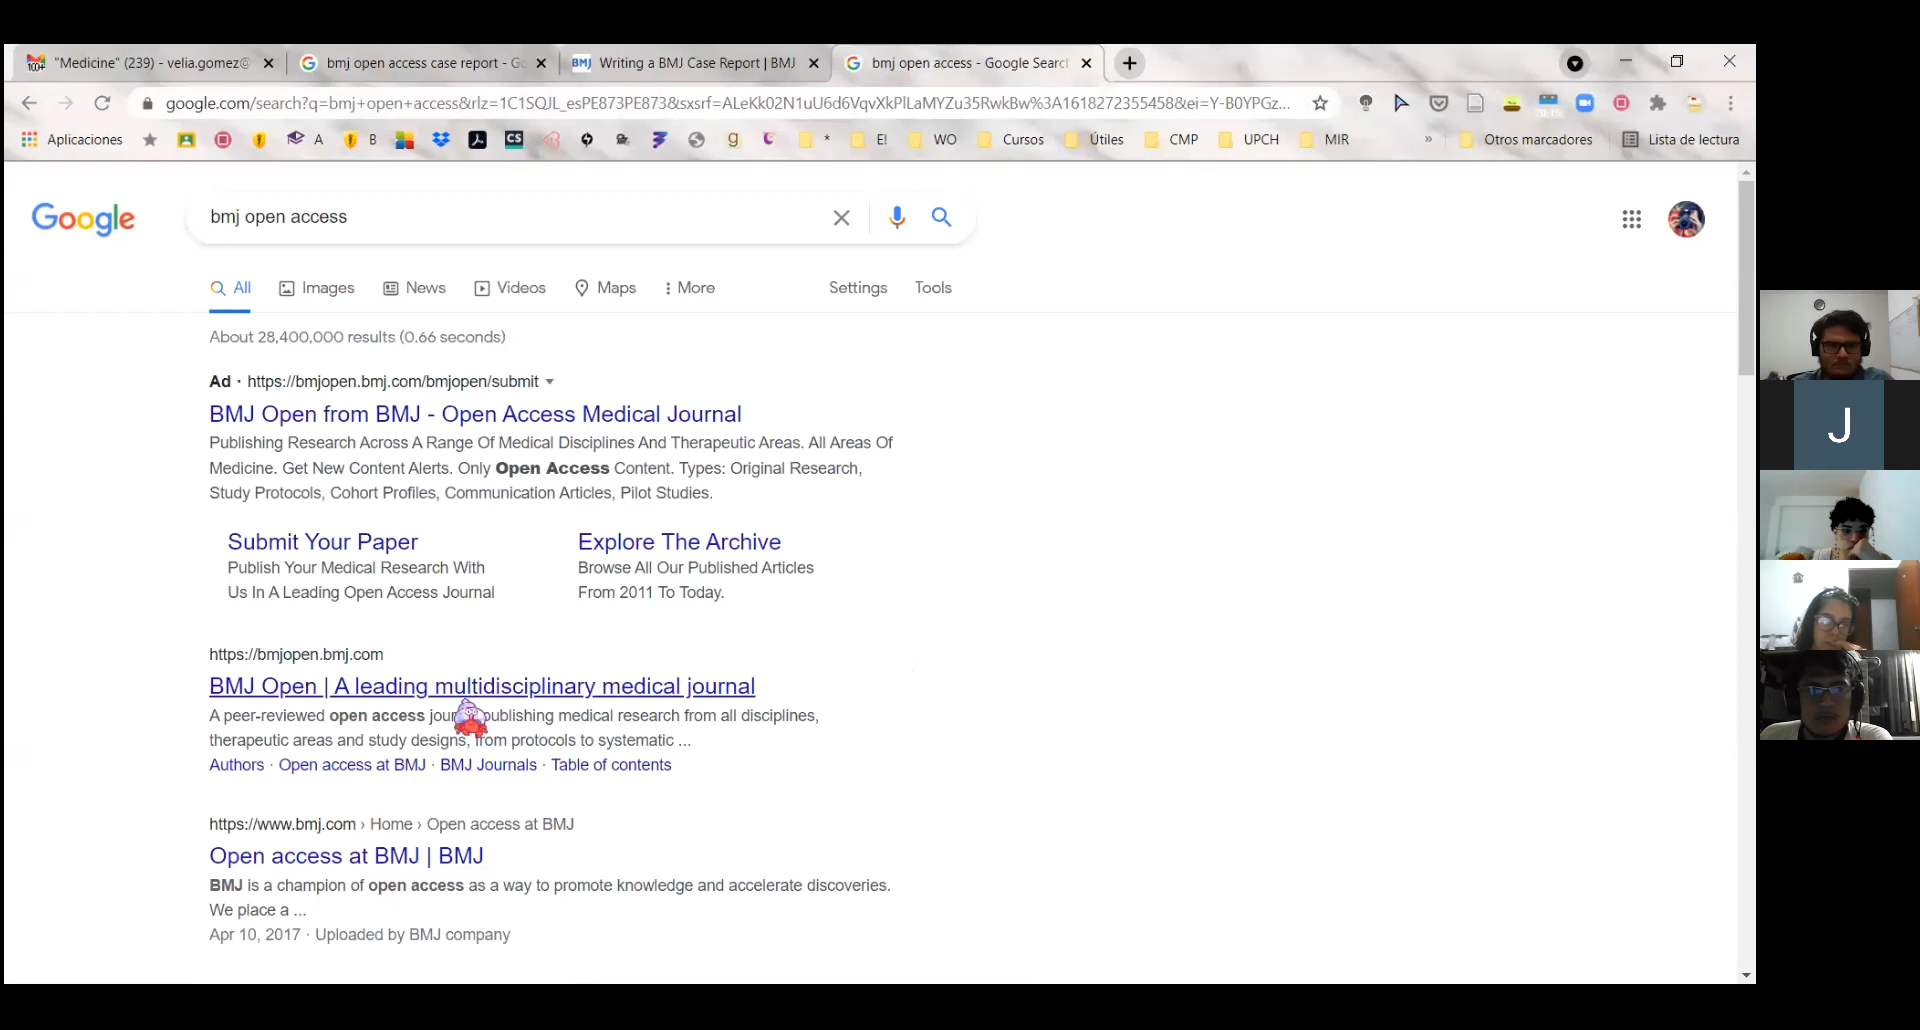 "Medicine" (239) - velia.gomez@
bmj open access case report - Go
BMJ Writing a BMJ Case Report | BMJ
bmj open access - Google Search
google.com/search?q=bmj+open+access&rlz=1C1SQJL_esPE873PE873&sxsrf=ALeKk02N1uU6d6VqvXkPlLaMYZu35RwkBw%3A1618272355458&ei=Y-B0YPGz...
Aplicaciones
A
B
CS
g
*
E!
WO
Cursos
Útiles
CMP
UPCH
MIR
»
Otros marcadores
Lista de lectura
Google
bmj open access
All
Images
News
Videos
Maps
More
Settings
Tools
About 28,400,000 results (0.66 seconds)
Ad · https://bmjopen.bmj.com/bmjopen/submit
BMJ Open from BMJ - Open Access Medical Journal
Publishing Research Across A Range Of Medical Disciplines And Therapeutic Areas. All Areas Of
Medicine. Get New Content Alerts. Only Open Access Content. Types: Original Research,
Study Protocols, Cohort Profiles, Communication Articles, Pilot Studies.
Submit Your Paper
Publish Your Medical Research With
Us In A Leading Open Access Journal
Explore The Archive
Browse All Our Published Articles
From 2011 To Today.
https://bmjopen.bmj.com
BMJ Open | A leading multidisciplinary medical journal
A peer-reviewed open access publishing medical research from all disciplines,
therapeutic areas and study designs, from protocols to systematic ...
Authors · Open access at BMJ · BMJ Journals · Table of contents
https://www.bmj.com › Home › Open access at BMJ
Open access at BMJ | BMJ
BMJ is a champion of open access as a way to promote knowledge and accelerate discoveries.
We place a ...
Apr 10, 2017 · Uploaded by BMJ company
J